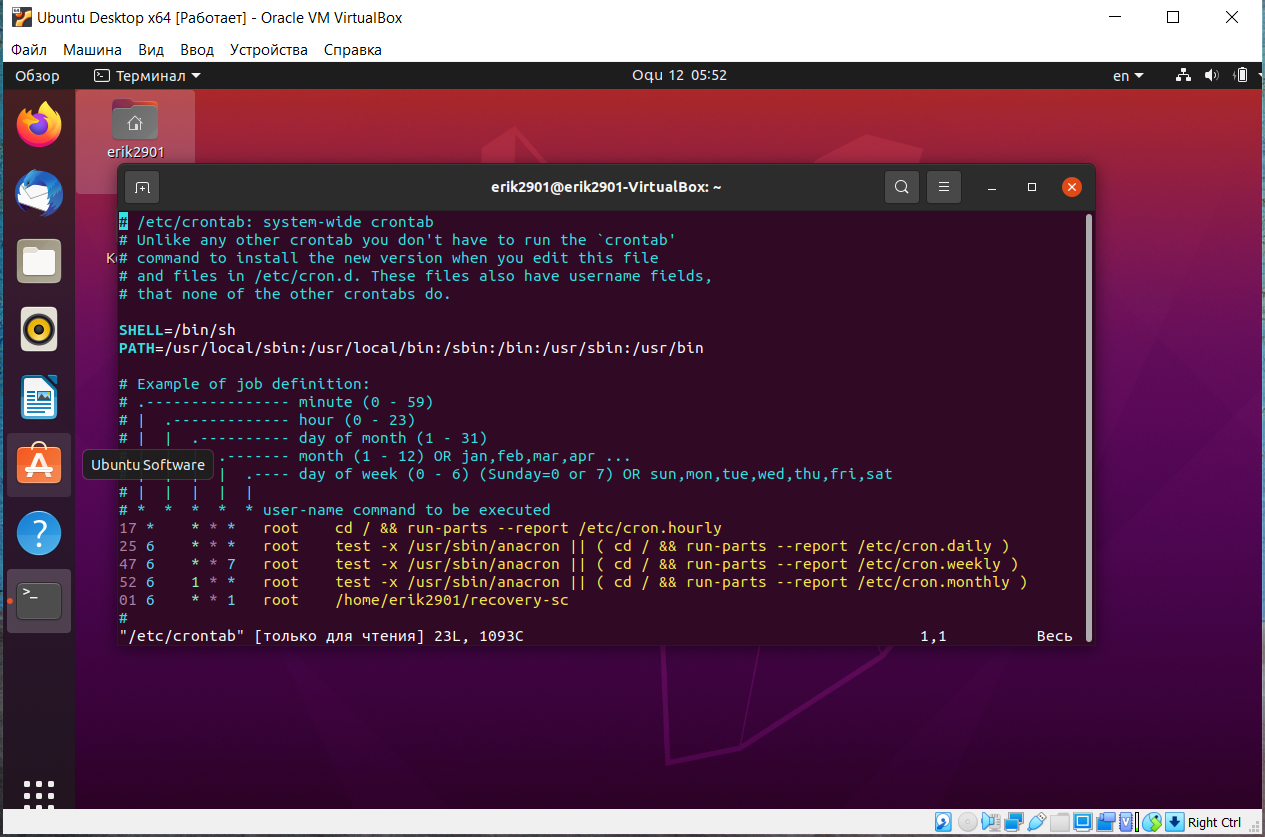 Ubuntu Desktop x64 [Работает] - Oracle VM VirtualBox
Файл Машина Вид Ввод Устройства Справка
Обзор Терминал Oqu 12 05:52 en
erik2901
erik2901@erik2901-VirtualBox: ~
# /etc/crontab: system-wide crontab
# Unlike any other crontab you don't have to run the `crontab'
# command to install the new version when you edit this file
# and files in /etc/cron.d. These files also have username fields,
# that none of the other crontabs do.
SHELL=/bin/sh
PATH=/usr/local/sbin:/usr/local/bin:/sbin:/bin:/usr/sbin:/usr/bin
# Example of job definition:
# .---------------- minute (0 - 59)
# | .------------- hour (0 - 23)
# | | .---------- day of month (1 - 31)
.------- month (1 - 12) OR jan,feb,mar,apr ...
Ubuntu Software
| .---- day of week (0 - 6) (Sunday=0 or 7) OR sun,mon,tue,wed,thu,fri,sat
# | | | | |
# * * * * * user-name command to be executed
17 * * * * root cd / && run-parts --report /etc/cron.hourly
25 6 * * * root test -x /usr/sbin/anacron || ( cd / && run-parts --report /etc/cron.daily )
47 6 * * 7 root test -x /usr/sbin/anacron || ( cd / && run-parts --report /etc/cron.weekly )
52 6 1 * * root test -x /usr/sbin/anacron || ( cd / && run-parts --report /etc/cron.monthly )
01 6 * * 1 root /home/erik2901/recovery-sc
#
"/etc/crontab" [только для чтения] 23L, 1093C 1,1 Весь
Right Ctrl